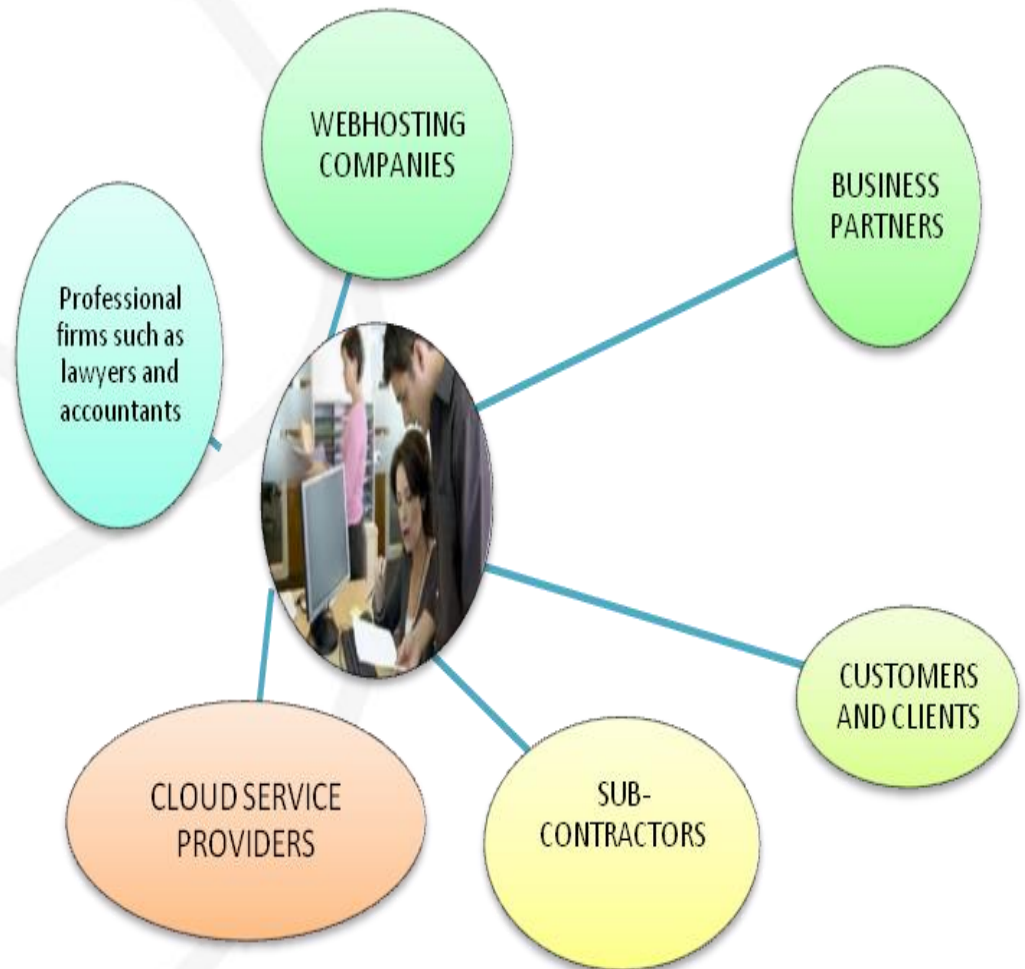 WEBHOSTING
COMPANIES
BUSINESS
PARTNERS
Professional
firms such as
lawyers and
accountants
CUSTOMERS
AND CLIENTS
CLOUD SERVICE
PROVIDERS
SUB-
CONTRACTORS